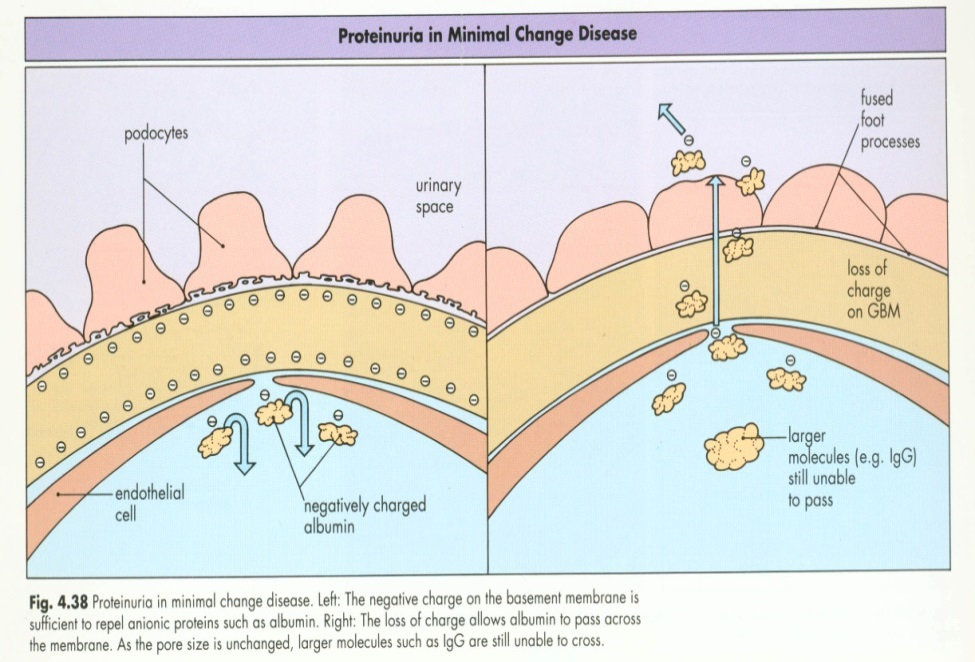 Proteinuria in Minimal Change Disease
podocytes
urinary
space
endothelial
cell
negatively charged
albumin
fused
foot
processes
loss of
charge
on GBM
larger
molecules (e.g. IgG)
still unable
to pass
Fig. 4.38 Proteinuria in minimal change disease. Left: The negative charge on the basement membrane is
sufficient to repel anionic proteins such as albumin. Right: The loss of charge allows albumin to pass across
the membrane. As the pore size is unchanged, larger molecules such as IgG are still unable to cross.